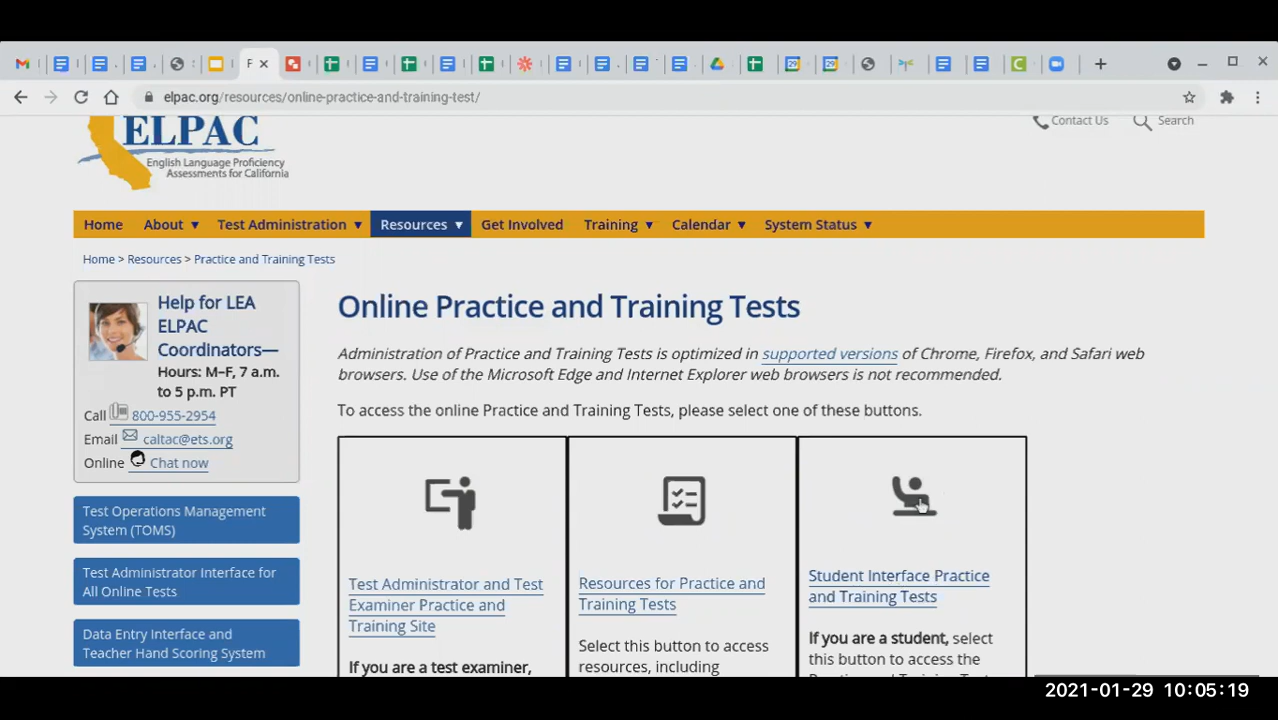 F
elpac.org/resources/online-practice-and-training-test/
ELPAC
English Language Proficiency
Assessments for California
Contact Us
Search
Home
About ▼
Test Administration ▼
Resources ▼
Get Involved
Training ▼
Calendar ▼
System Status ▼
Home > Resources > Practice and Training Tests
Help for LEA
ELPAC
Coordinators—
Hours: M–F, 7 a.m.
to 5 p.m. PT
Call 800-955-2954
Email caltac@ets.org
Online Chat now
Test Operations Management
System (TOMS)
Test Administrator Interface for
All Online Tests
Data Entry Interface and
Teacher Hand Scoring System
Online Practice and Training Tests
Administration of Practice and Training Tests is optimized in supported versions of Chrome, Firefox, and Safari web
browsers. Use of the Microsoft Edge and Internet Explorer web browsers is not recommended.
To access the online Practice and Training Tests, please select one of these buttons.
Test Administrator and Test
Examiner Practice and
Training Site
If you are a test examiner,
Resources for Practice and
Training Tests
Select this button to access
resources, including
Student Interface Practice
and Training Tests
If you are a student, select
this button to access the
2021-01-29 10:05:19